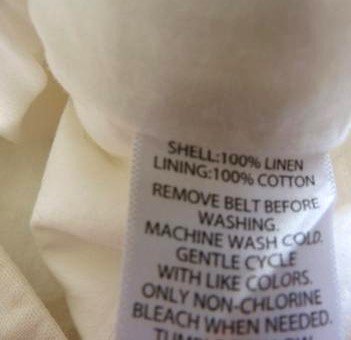 SHELL:100% LINEN
LINING:100% COTTON
REMOVE BELT BEFORE
WASHING.
MACHINE WASH COLD.
GENTLE CYCLE
WITH LIKE COLORS.
ONLY NON-CHLORINE
BLEACH WHEN NEEDED.